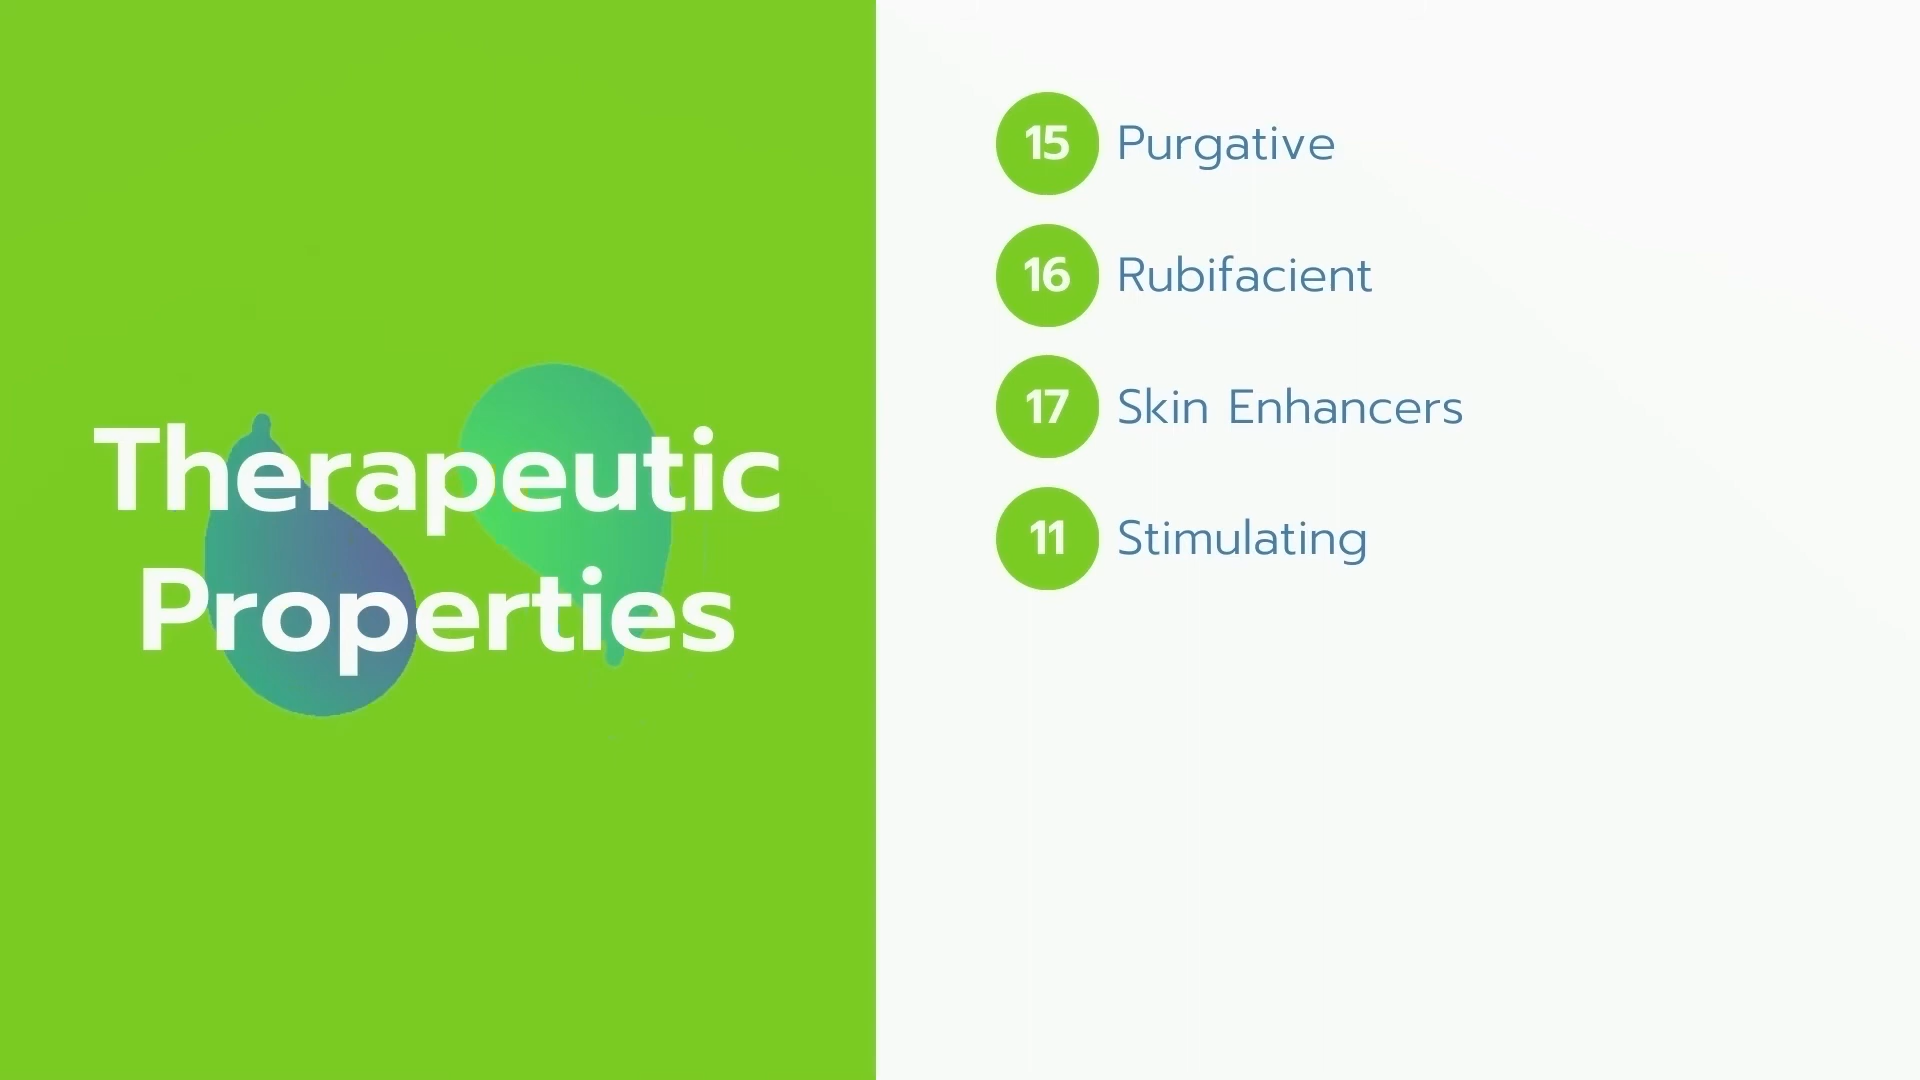 Therapeutic
Properties
15 Purgative
16 Rubifacient
17 Skin Enhancers
11 Stimulating